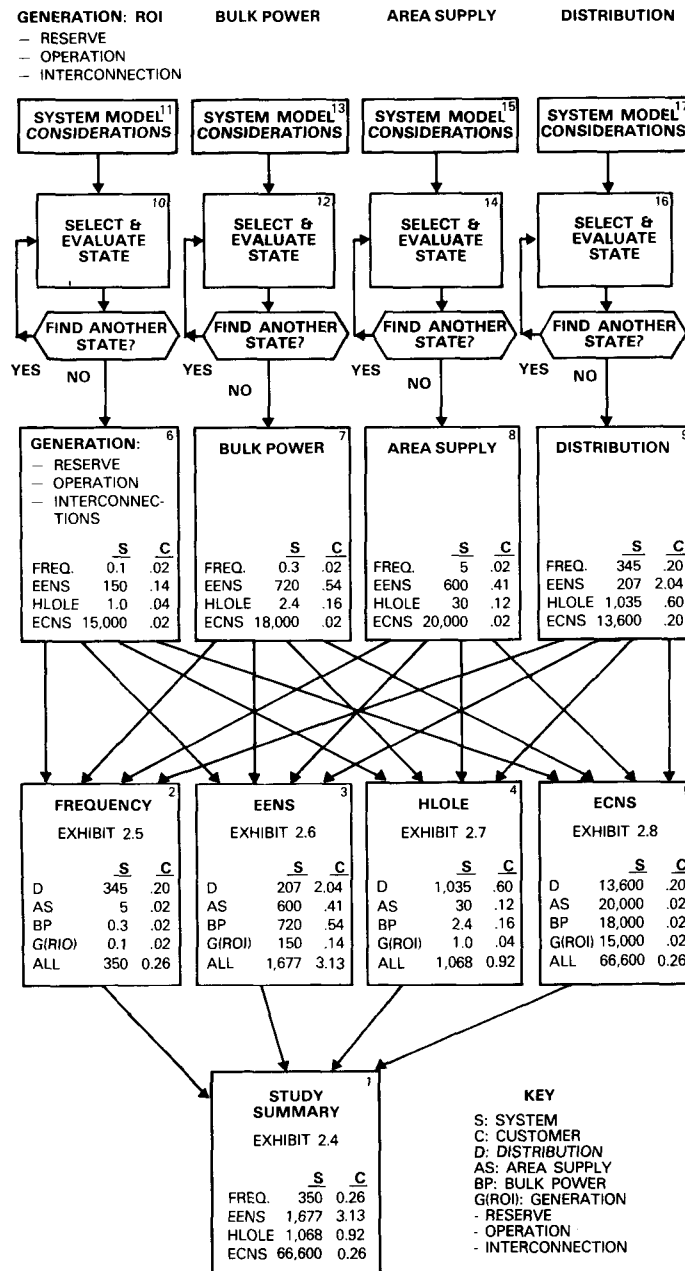 GENERATION: ROI
– RESERVE
– OPERATION
– INTERCONNECTION
BULK POWER
AREA SUPPLY
DISTRIBUTION
11
SYSTEM MODEL
CONSIDERATIONS
13
SYSTEM MODEL
CONSIDERATIONS
15
SYSTEM MODEL
CONSIDERATIONS
17
SYSTEM MODEL
CONSIDERATIONS
10
SELECT &
EVALUATE
STATE
12
SELECT &
EVALUATE
STATE
14
SELECT &
EVALUATE
STATE
16
SELECT &
EVALUATE
STATE
FIND ANOTHER
STATE?
YES NO
FIND ANOTHER
STATE?
YES NO
FIND ANOTHER
STATE?
YES NO
FIND ANOTHER
STATE?
YES NO
6
GENERATION:
– RESERVE
– OPERATION
– INTERCONNEC-
TIONS
S C
FREQ. 0.1 .02
EENS 150 .14
HLOLE 1.0 .04
ECNS 15,000 .02
7
BULK POWER
S C
FREQ. 0.3 .02
EENS 720 .54
HLOLE 2.4 .16
ECNS 18,000 .02
8
AREA SUPPLY
S C
FREQ. 5 .02
EENS 600 .41
HLOLE 30 .12
ECNS 20,000 .02
9
DISTRIBUTION
S C
FREQ. 345 .20
EENS 207 2.04
HLOLE 1,035 .60
ECNS 13,600 .20
2
FREQUENCY
EXHIBIT 2.5
S C
D 345 .20
AS 5 .02
BP 0.3 .02
G(RIO) 0.1 .02
ALL 350 0.26
3
EENS
EXHIBIT 2.6
S C
D 207 2.04
AS 600 .41
BP 720 .54
G(ROI) 150 .14
ALL 1,677 3.13
4
HLOLE
EXHIBIT 2.7
S C
D 1,035 .60
AS 30 .12
BP 2.4 .16
G(ROI) 1.0 .04
ALL 1,068 0.92
ECNS
EXHIBIT 2.8
S C
D 13,600 .20
AS 20,000 .02
BP 18,000 .02
G(ROI) 15,000 .02
ALL 66,600 0.26
1
STUDY
SUMMARY
EXHIBIT 2.4
S C
FREQ. 350 0.26
EENS 1,677 3.13
HLOLE 1,068 0.92
ECNS 66,600 0.26
KEY
S: SYSTEM
C: CUSTOMER
D: DISTRIBUTION
AS: AREA SUPPLY
BP: BULK POWER
G(ROI): GENERATION
- RESERVE
- OPERATION
- INTERCONNECTION